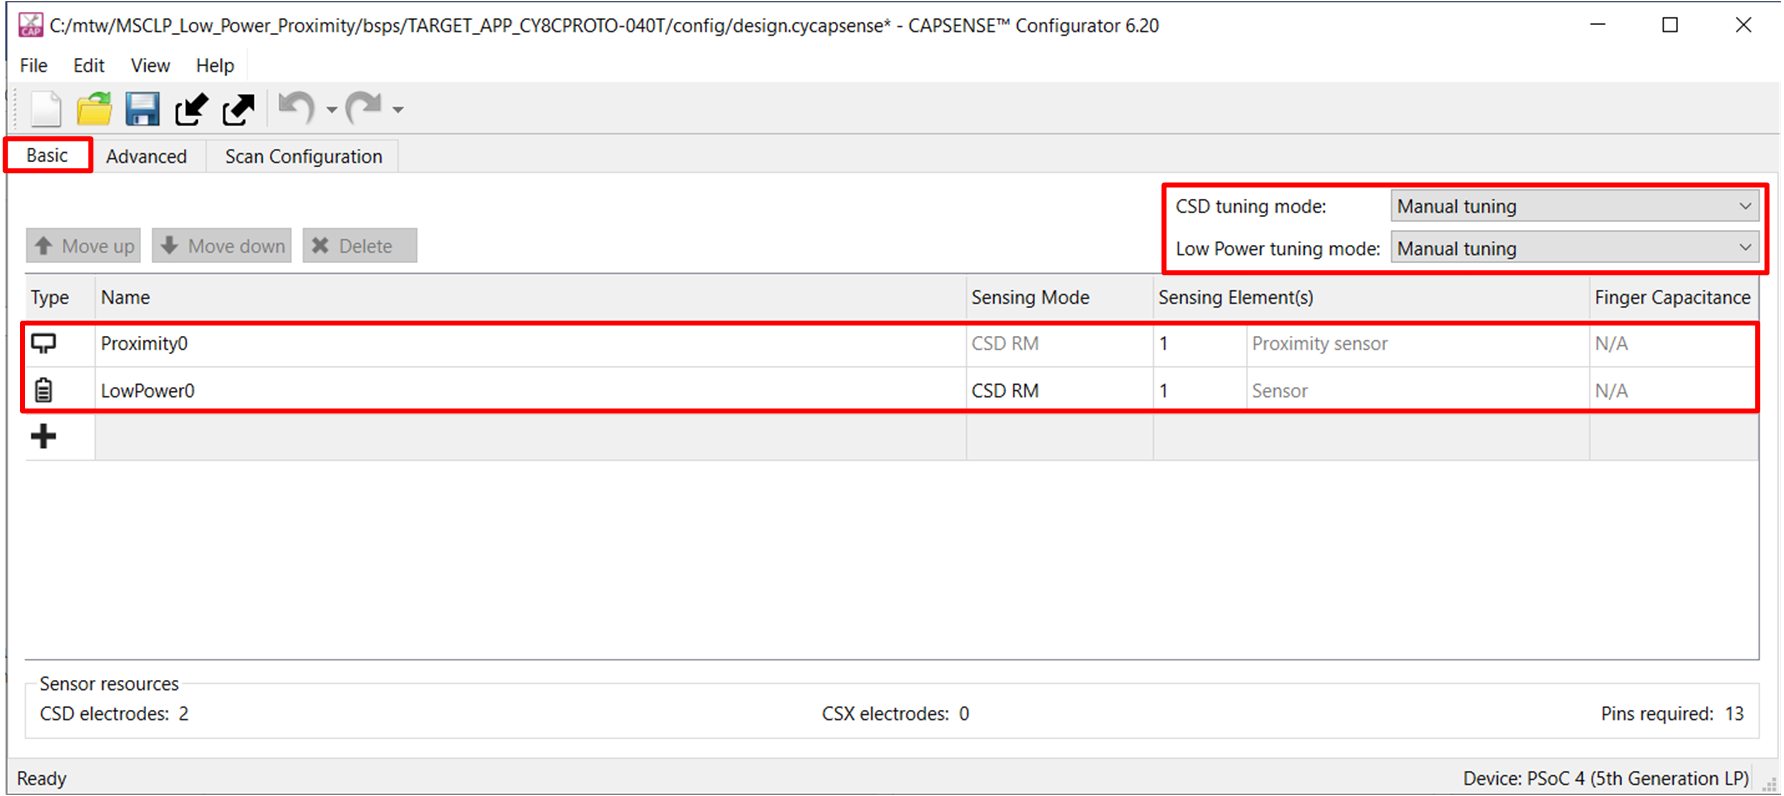 C:/mtw/MSCLP_Low_Power_Proximity/bsps/TARGET_APP_CY8CPROTO-040T/config/design.cycapsense* - CAPSENSE™ Configurator 6.20
File Edit View Help
Basic Advanced Scan Configuration
CSD tuning mode: Manual tuning
Move up Move down Delete
Low Power tuning mode: Manual tuning
Type Name Sensing Mode Sensing Element(s) Finger Capacitance
Proximity0 CSD RM 1 Proximity sensor N/A
LowPower0 CSD RM 1 Sensor N/A
Sensor resources
CSD electrodes: 2 CSX electrodes: 0 Pins required: 13
Ready Device: PSoC 4 (5th Generation LP)